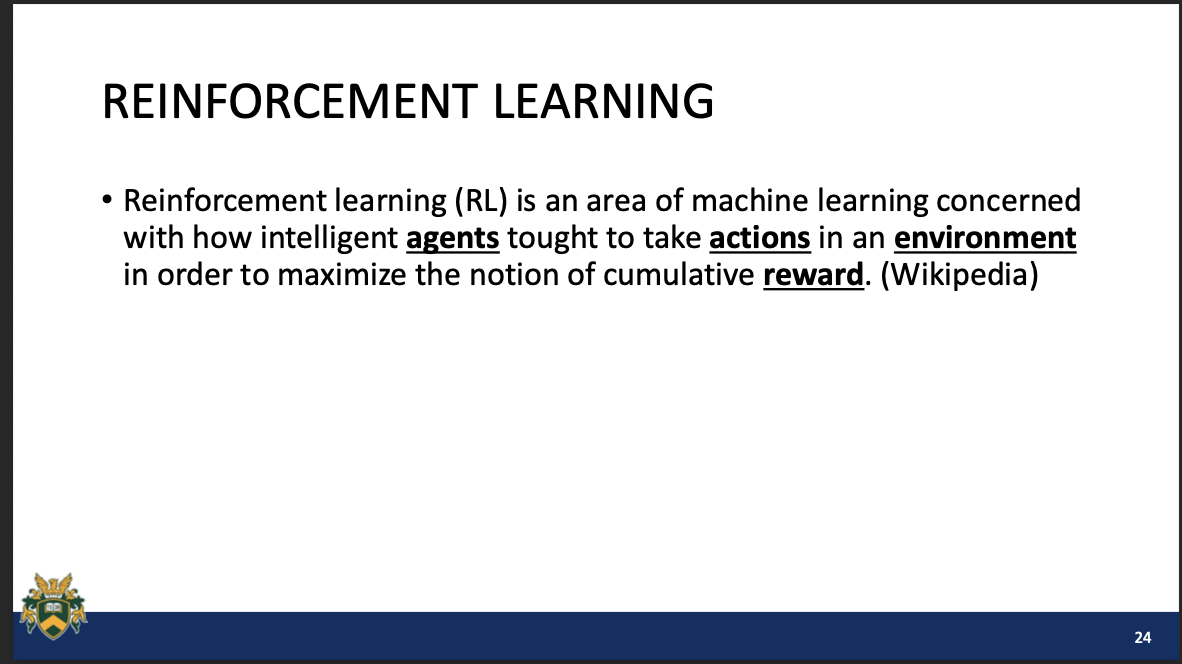 REINFORCEMENT LEARNING
• Reinforcement learning (RL) is an area of machine learning concerned
with how intelligent agents tought to take actions in an environment
in order to maximize the notion of cumulative reward. (Wikipedia)
24